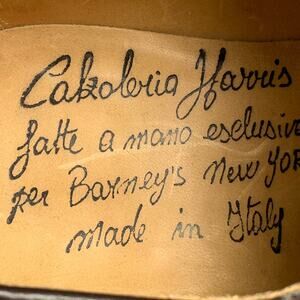 Calzoleria Harris
fatte a mano esclusive
per Barney's New York
made in Italy